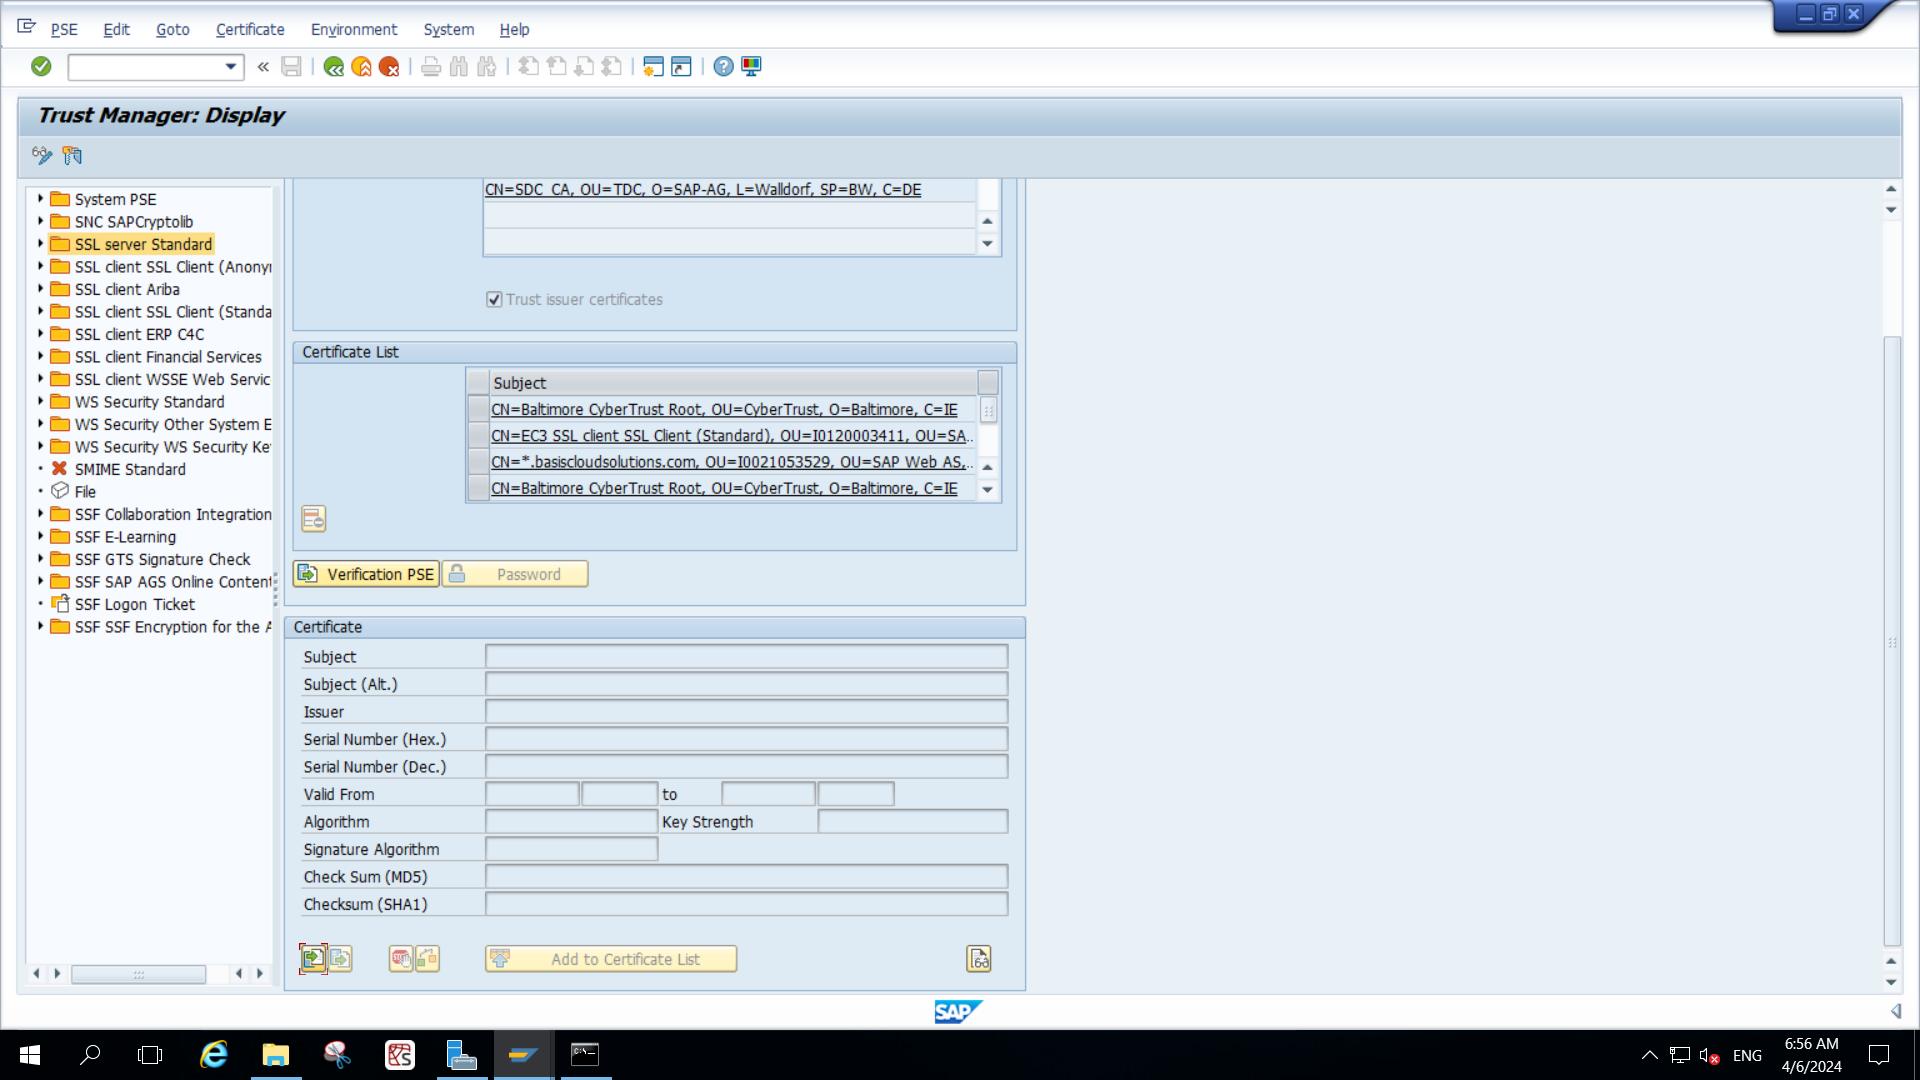 PSE Edit Goto Certificate Environment System Help
Trust Manager: Display
System PSE
SNC SAPCryptolib
SSL server Standard
SSL client SSL Client (Anony
SSL client Ariba
SSL client SSL Client (Standa
SSL client ERP C4C
SSL client Financial Services
SSL client WSSE Web Servic
WS Security Standard
WS Security Other System E
WS Security WS Security Ke
SMIME Standard
File
SSF Collaboration Integration
SSF E-Learning
SSF GTS Signature Check
SSF SAP AGS Online Content
SSF Logon Ticket
SSF SSF Encryption for the A
CN=SDC CA, OU=TDC, O=SAP-AG, L=Walldorf, SP=BW, C=DE
Trust issuer certificates
Certificate List
Subject
CN=Baltimore CyberTrust Root, OU=CyberTrust, O=Baltimore, C=IE
CN=EC3 SSL client SSL Client (Standard), OU=I0120003411, OU=SA..
CN=*.basiscloudsolutions.com, OU=I0021053529, OU=SAP Web AS,..
CN=Baltimore CyberTrust Root, OU=CyberTrust, O=Baltimore, C=IE
Verification PSE Password
Certificate
Subject
Subject (Alt.)
Issuer
Serial Number (Hex.)
Serial Number (Dec.)
Valid From to
Algorithm Key Strength
Signature Algorithm
Check Sum (MD5)
Checksum (SHA1)
Add to Certificate List
SAP
ENG
6:56 AM
4/6/2024